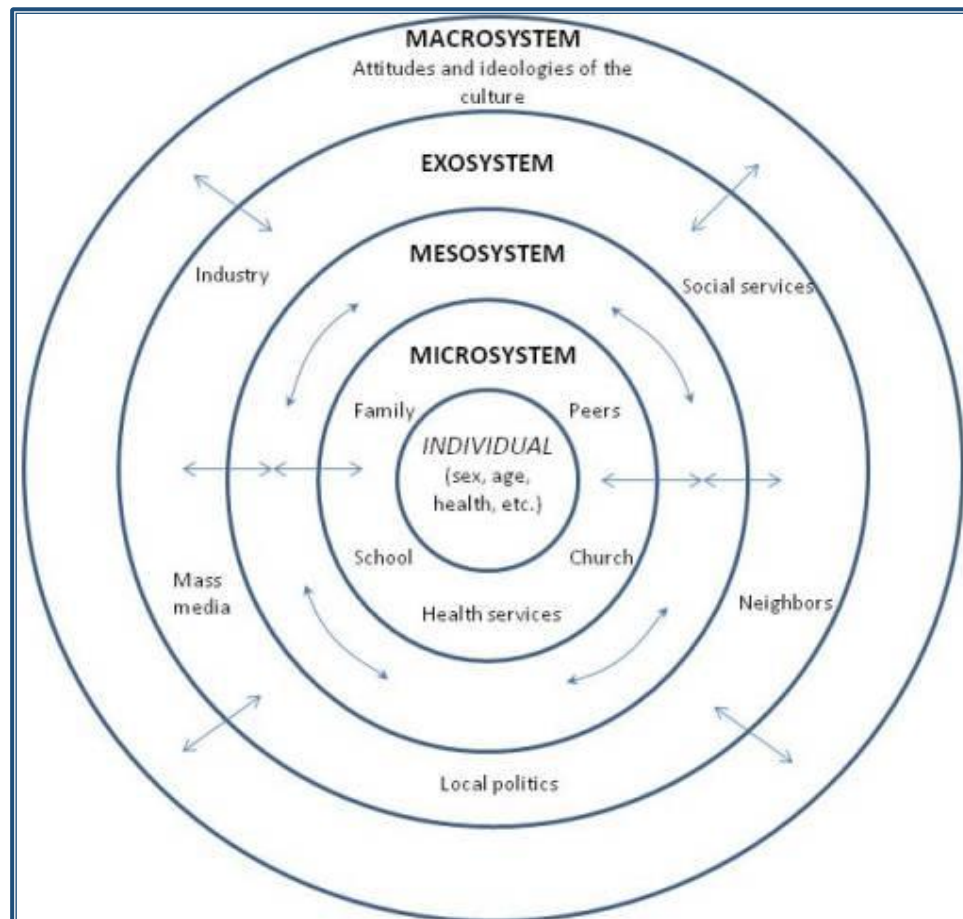 MACROSYSTEM
Attitudes and ideologies of the
culture
EXOSYSTEM
MESOSYSTEM
Industry
Social services
MICROSYSTEM
Family
Peers
INDIVIDUAL
(sex, age,
health, etc.)
School
Church
Mass
media
Health services
Neighbors
Local politics